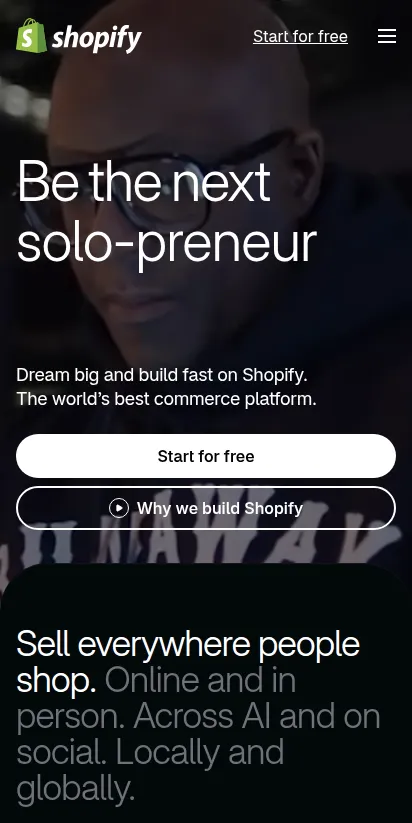 shopify
Start for free
Be the next
solo-preneur
Dream big and build fast on Shopify.
The world’s best commerce platform.
Start for free
Why we build Shopify
Sell everywhere people
shop. Online and in
person. Across AI and on
social. Locally and
globally.